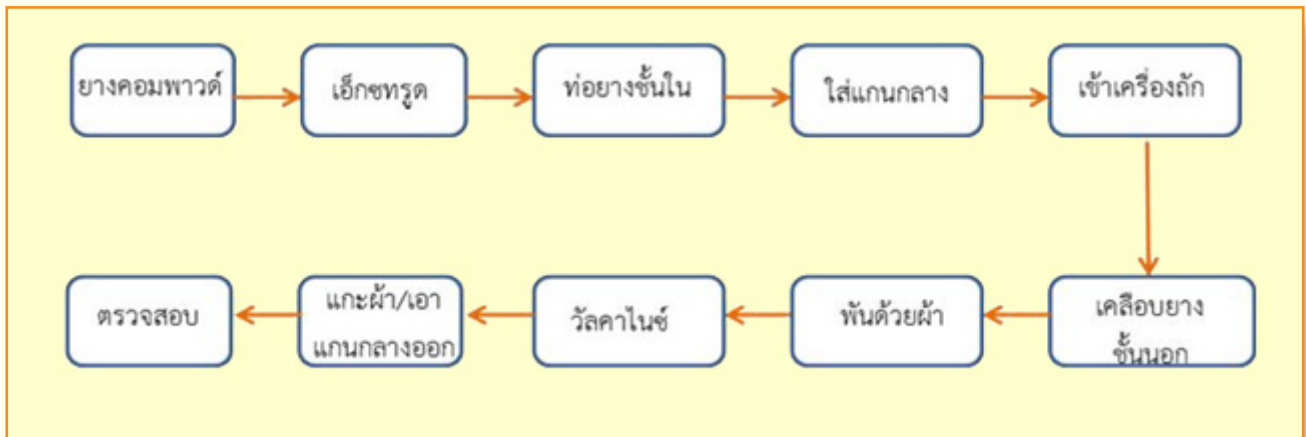 ยางคอมพาวด์
เอ็กซทรูด
ท่อยางชั้นใน
ใส่แกนกลาง
เข้าเครื่องถัก
เคลือบยาง
ชั้นนอก
พันด้วยผ้า
วัลคาไนซ์
แกะผ้า/เอา
แกนกลางออก
ตรวจสอบ